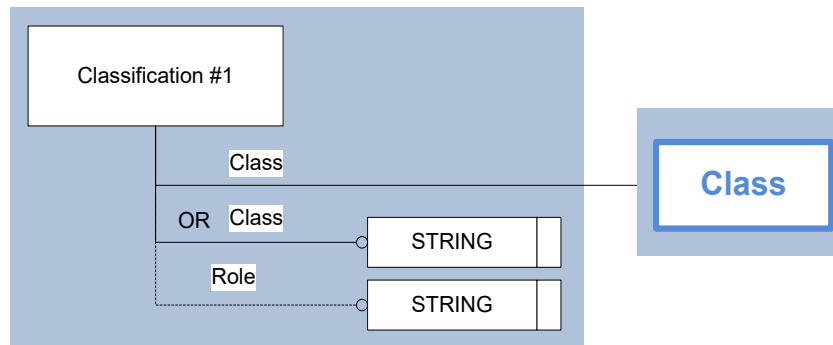 Classification #1
Class
Class
OR Class
STRING
Role
STRING